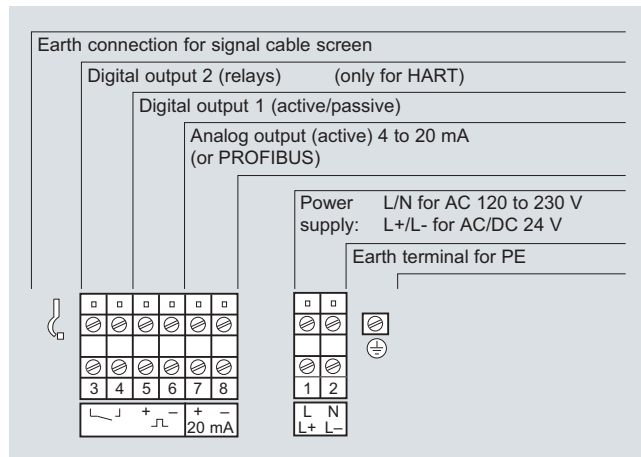 Earth connection for signal cable screen
Digital output 2 (relays) (only for HART)
Digital output 1 (active/passive)
Analog output (active) 4 to 20 mA
(or PROFIBUS)
Power L/N for AC 120 to 230 V
supply: L+/L- for AC/DC 24 V
Earth terminal for PE
3 4 5 6 7 8 1 2
+ – + – L N
20 mA L+ L–